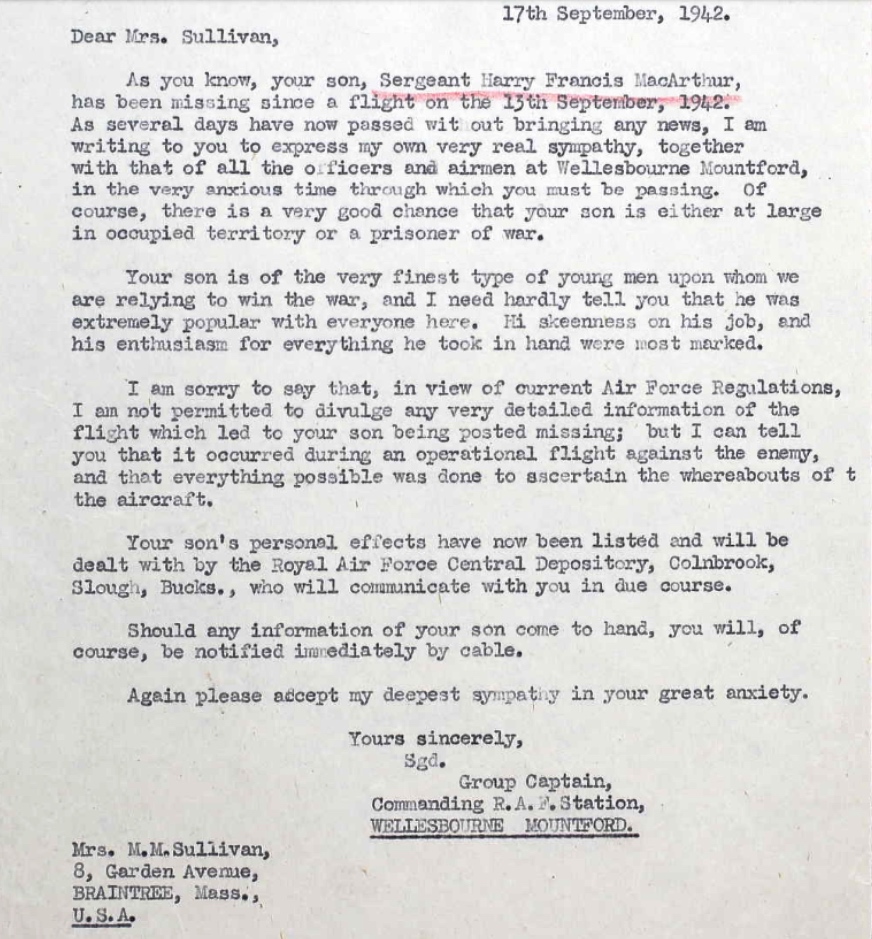 17th September, 1942.
Dear Mrs. Sullivan,
As you know, your son, Sergeant Harry Francis MacArthur,
has been missing since a flight on the 13th September, 1942.
As several days have now passed wit out bringing any news, I am
writing to you to express my own very real sympathy, together
with that of all the officers and airmen at Wellesbourne Mountford,
in the very anxious time through which you must be passing. Of
course, there is a very good chance that your son is either at large
in occupied territory or a prisoner of war.
Your son is of the very finest type of young men upon whom we
are relying to win the war, and I need hardly tell you that he was
extremely popular with everyone here. Hi skeenness on his job, and
his enthusiasm for everything he took in hand were most marked.
I am sorry to say that, in view of current Air Force Regulations,
I am not permitted to divulge any very detailed information of the
flight which led to your son being posted missing; but I can tell
you that it occurred during an operational flight against the enemy,
and that everything possible was done to ascertain the whereabouts of t
the aircraft.
Your son's personal effects have now been listed and will be
dealt with by the Royal Air Force Central Depository, Colnbrook,
Slough, Bucks., who will communicate with you in due course.
Should any information of your son come to hand, you will, of
course, be notified immediately by cable.
Again please accept my deepest sympathy in your great anxiety.
Yours sincerely,
Sgd.
Group Captain,
Commanding R.A.F.Station,
WELLESBOURNE MOUNTFORD.
Mrs. M.M.Sullivan,
8, Garden Avenue,
BRAINTREE, Mass.,
U.S.A.